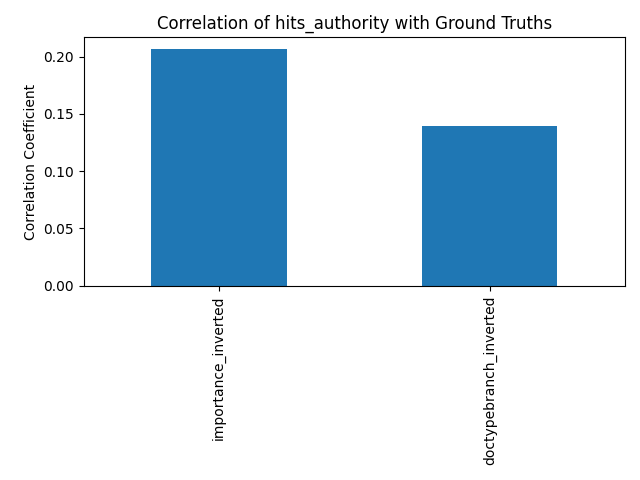 Correlation of hits_authority with Ground Truths
Correlation Coefficient
0.20
0.15
0.10
0.05
0.00
importance_inverted
doctypebranch_inverted